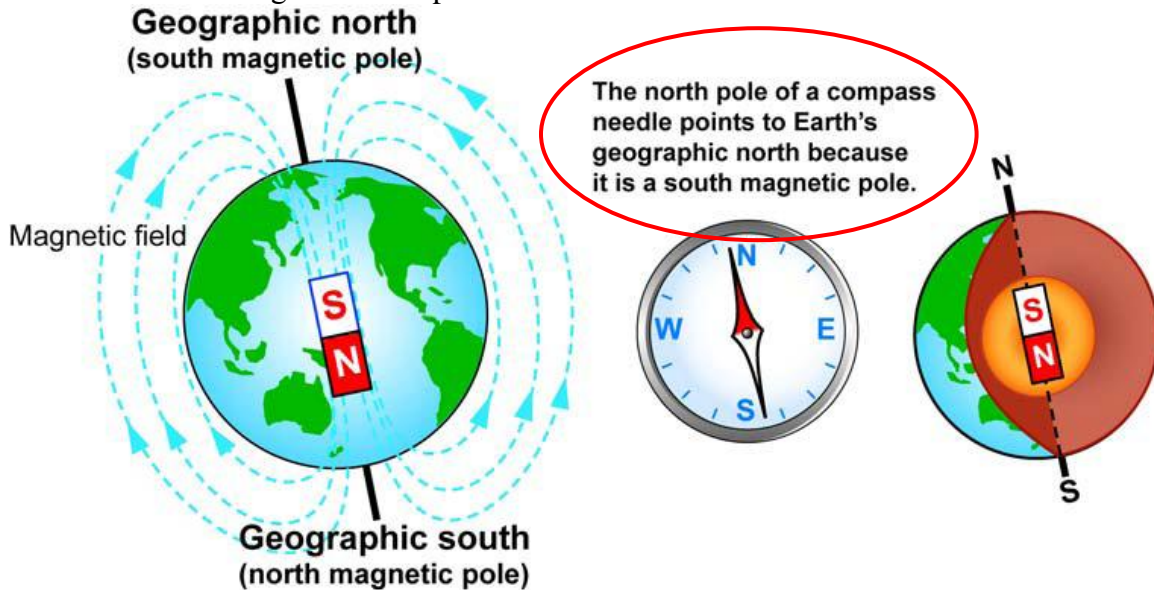 Geographic north
(south magnetic pole)
The north pole of a compass
needle points to Earth's
geographic north because
it is a south magnetic pole.
Magnetic field
S
N
N
W
E
S
N
S
N
S
Geographic south
(north magnetic pole)